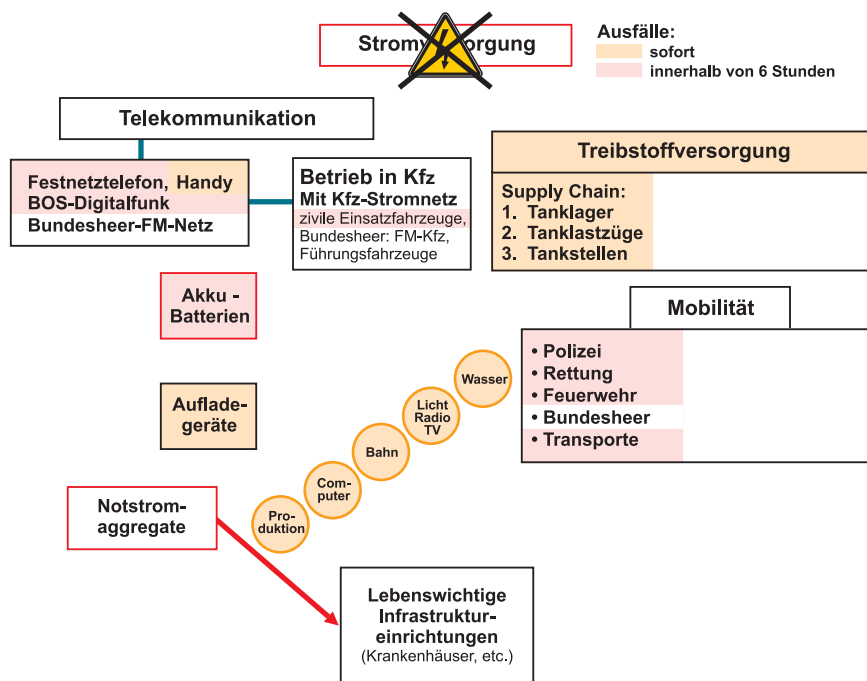 Stromversorgung
Ausfälle:
sofort
innerhalb von 6 Stunden
Telekommunikation
Festnetztelefon, Handy
BOS-Digitalfunk
Bundesheer-FM-Netz
Betrieb in Kfz
Mit Kfz-Stromnetz
zivile Einsatzfahrzeuge,
Bundesheer: FM-Kfz,
Führungsfahrzeuge
Treibstoffversorgung
Supply Chain:
1. Tanklager
2. Tanklastzüge
3. Tankstellen
Akku -
Batterien
Mobilität
• Polizei
• Rettung
• Feuerwehr
• Bundesheer
• Transporte
Auflade-
geräte
Wasser
Licht
Radio
TV
Bahn
Com-
puter
Pro-
duktion
Notstrom-
aggregate
Lebenswichtige
Infrastruktur-
einrichtungen
(Krankenhäuser, etc.)